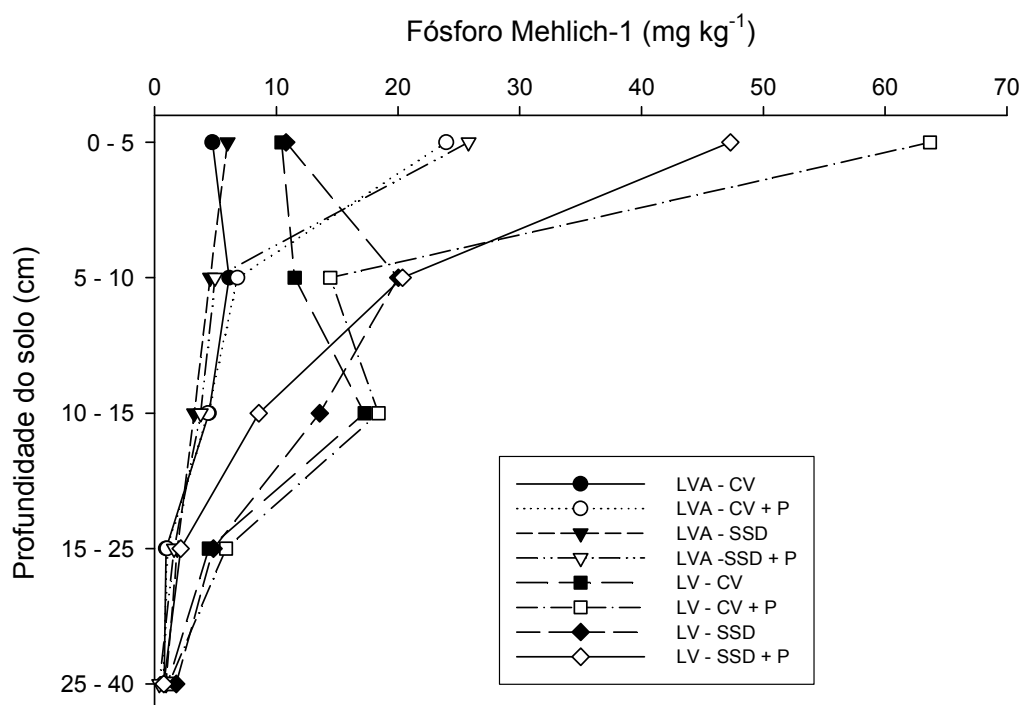 Fósforo Mehlich-1 (mg kg⁻¹)
0 10 20 30 40 50 60 70
Profundidade do solo (cm)
0 - 5
5 - 10
10 - 15
15 - 25
25 - 40
LVA - CV
LVA - CV + P
LVA - SSD
LVA -SSD + P
LV - CV
LV - CV + P
LV - SSD
LV - SSD + P